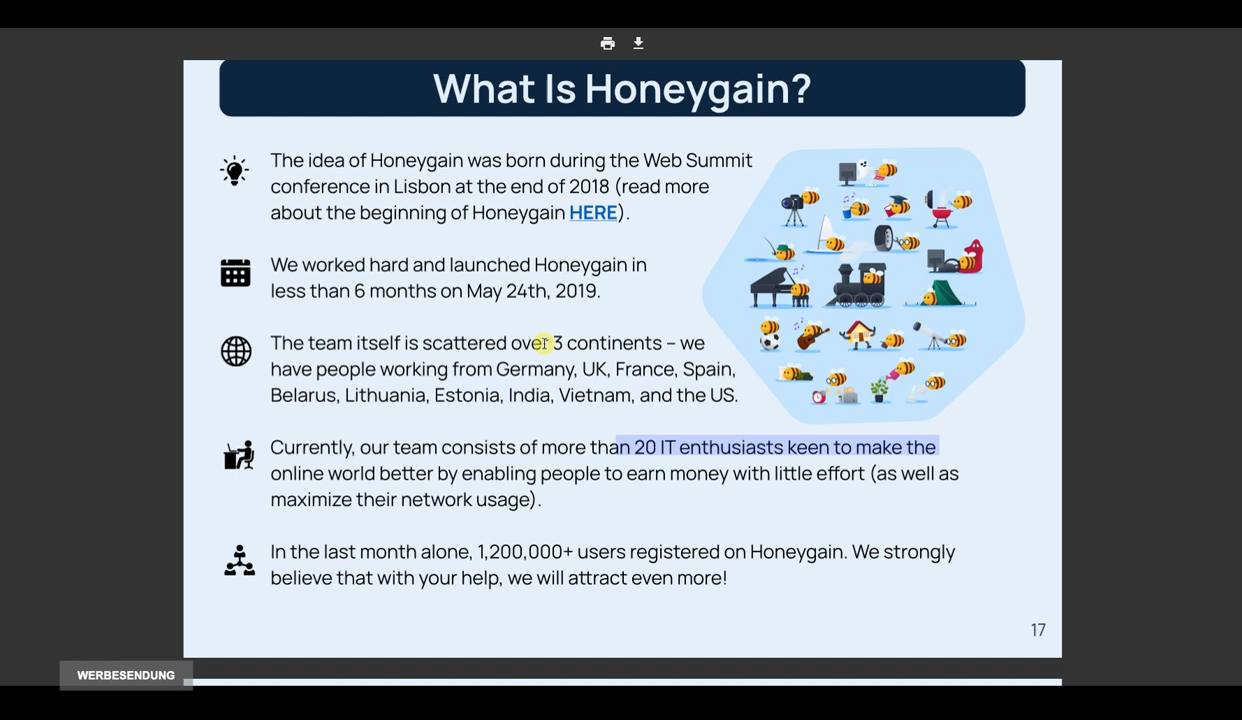 What Is Honeygain?
The idea of Honeygain was born during the Web Summit
conference in Lisbon at the end of 2018 (read more
about the beginning of Honeygain HERE).
We worked hard and launched Honeygain in
less than 6 months on May 24th, 2019.
The team itself is scattered over 3 continents – we
have people working from Germany, UK, France, Spain,
Belarus, Lithuania, Estonia, India, Vietnam, and the US.
Currently, our team consists of more than 20 IT enthusiasts keen to make the
online world better by enabling people to earn money with little effort (as well as
maximize their network usage).
In the last month alone, 1,200,000+ users registered on Honeygain. We strongly
believe that with your help, we will attract even more!
17
WERBESENDUNG